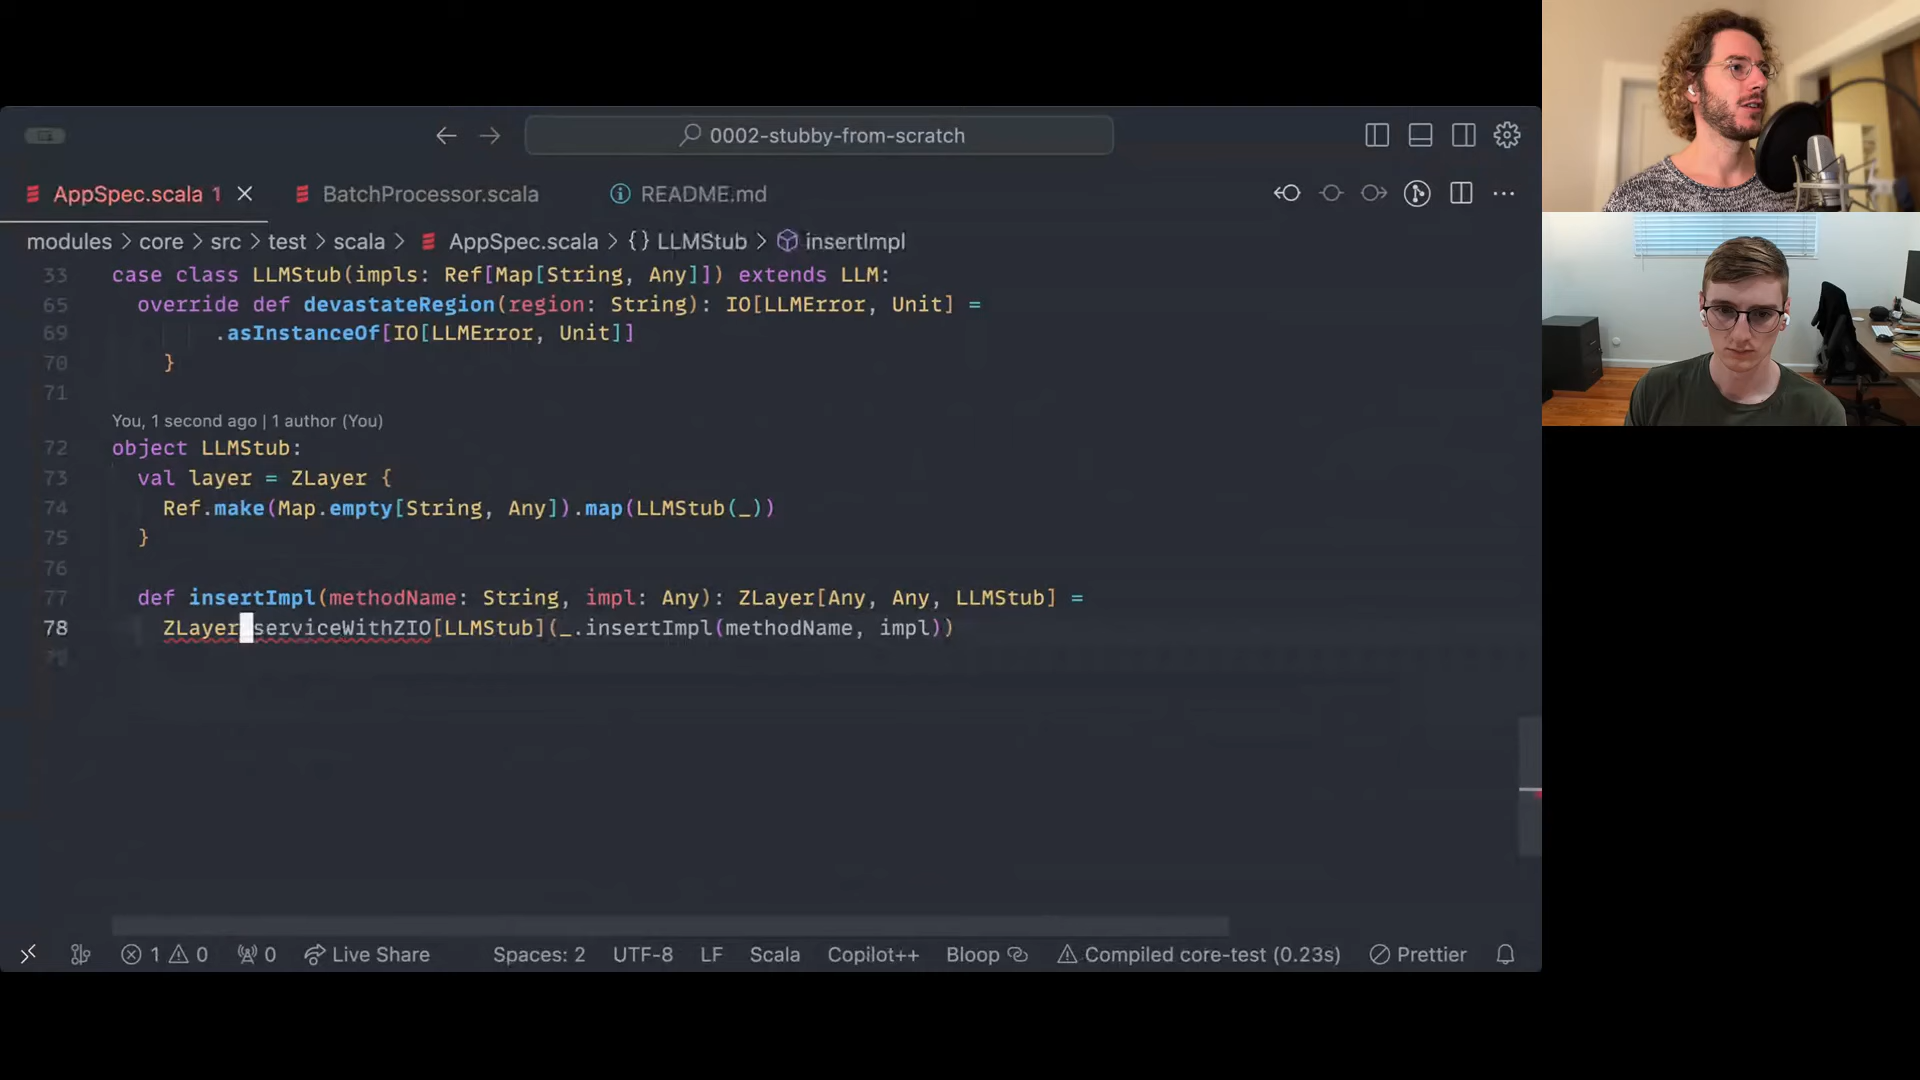 0002-stubby-from-scratch
AppSpec.scala 1
BatchProcessor.scala
README.md
modules > core > src > test > scala > AppSpec.scala > {} LLMStub > insertImpl
33 case class LLMStub(impls: Ref[Map[String, Any]]) extends LLM:
65 override def devastateRegion(region: String): IO[LLMError, Unit] =
69 .asInstanceOf[IO[LLMError, Unit]]
70 }
71
You, 1 second ago | 1 author (You)
72 object LLMStub:
73 val layer = ZLayer {
74 Ref.make(Map.empty[String, Any]).map(LLMStub(_))
75 }
76
77 def insertImpl(methodName: String, impl: Any): ZLayer[Any, Any, LLMStub] =
78 ZLayer.serviceWithZIO[LLMStub](_.insertImpl(methodName, impl))
79
1 0 0 Live Share Spaces: 2 UTF-8 LF Scala Copilot++ Bloop Compiled core-test (0.23s) Prettier